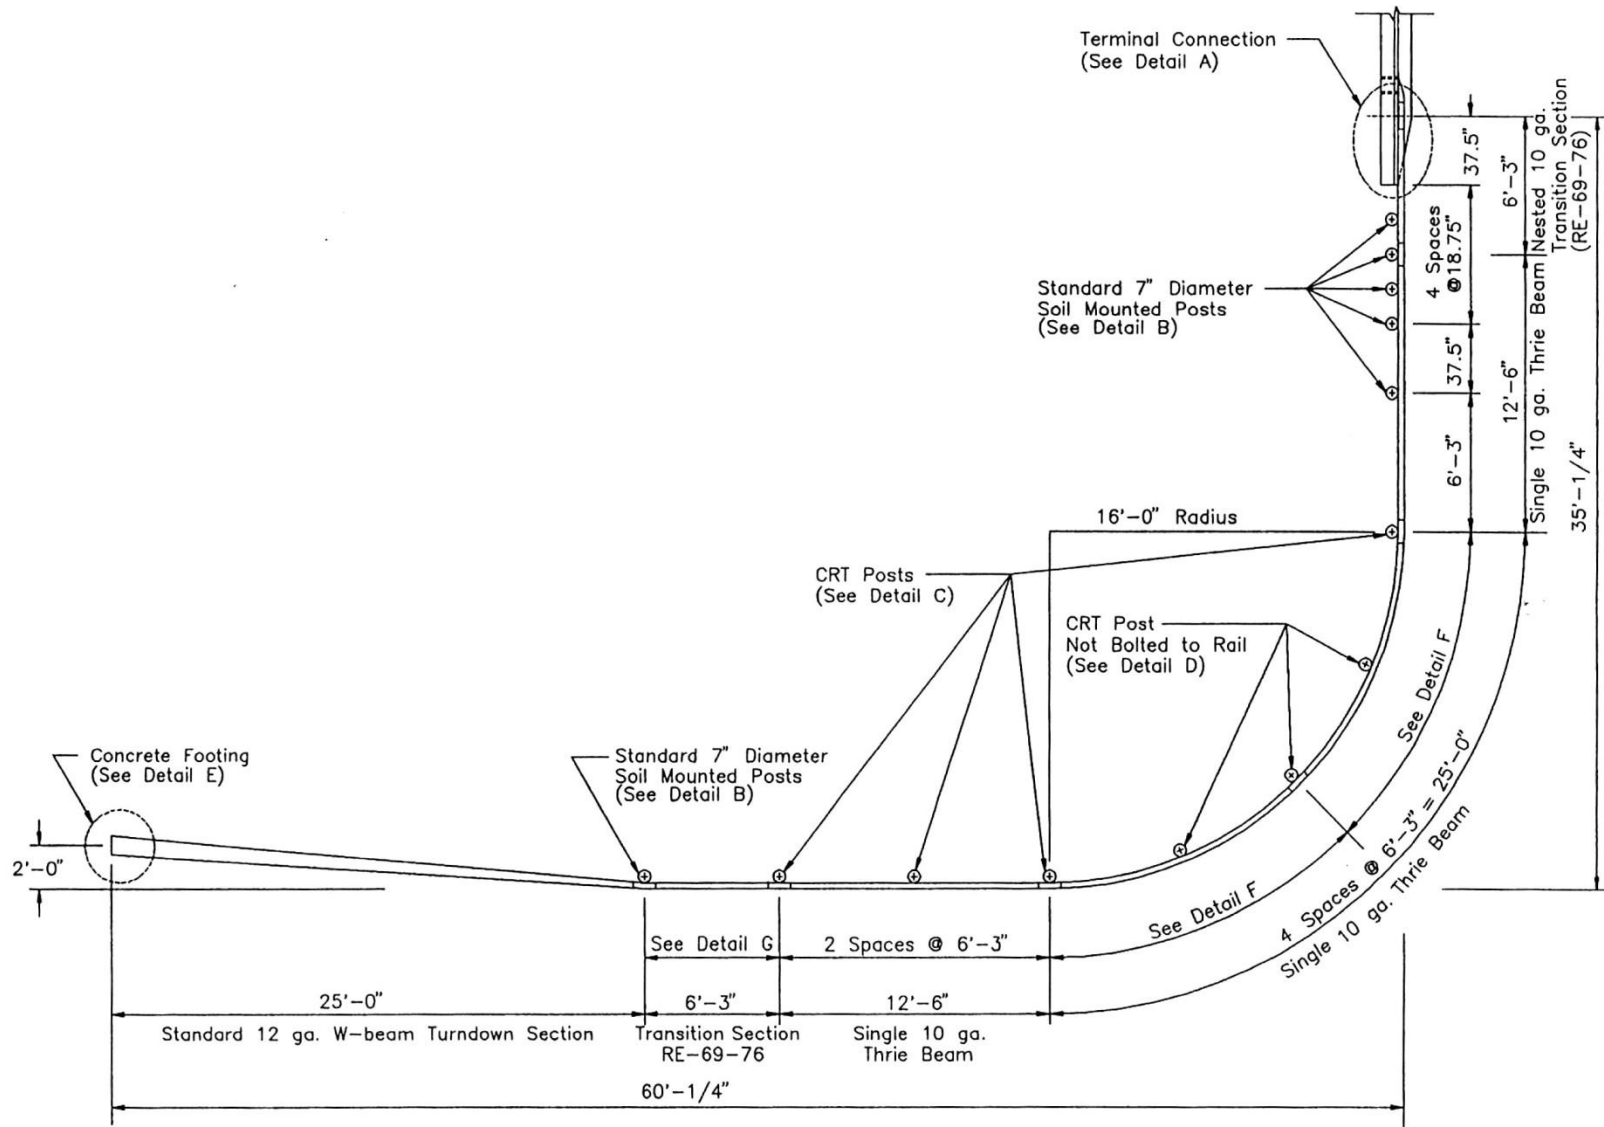 Terminal Connection
(See Detail A)
37.5"
6'-3"
Nested 10 ga.
Transition Section
(RE-69-76)
4 Spaces
@18.75"
Standard 7" Diameter
Soil Mounted Posts
(See Detail B)
37.5"
12'-6"
Single 10 ga. Thrie Beam
35'-1/4"
6'-3"
16'-0" Radius
CRT Posts
(See Detail C)
CRT Post
Not Bolted to Rail
(See Detail D)
See Detail F
4 Spaces @ 6'-3" = 25'-0"
Single 10 ga. Thrie Beam
See Detail F
Concrete Footing
(See Detail E)
Standard 7" Diameter
Soil Mounted Posts
(See Detail B)
2'-0"
See Detail G
2 Spaces @ 6'-3"
25'-0"
6'-3"
12'-6"
Standard 12 ga. W-beam Turndown Section
Transition Section
RE-69-76
Single 10 ga.
Thrie Beam
60'-1/4"